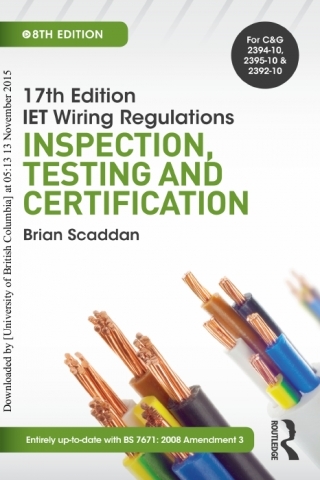 8TH EDITION
For C&G
2394-10,
2395-10 &
2392-10
17th Edition
IET Wiring Regulations
INSPECTION,
TESTING AND
CERTIFICATION
Brian Scaddan
Downloaded by [University of British Columbia] at 05:13 13 November 2015
Entirely up-to-date with BS 7671: 2008 Amendment 3
ROUTLEDGE